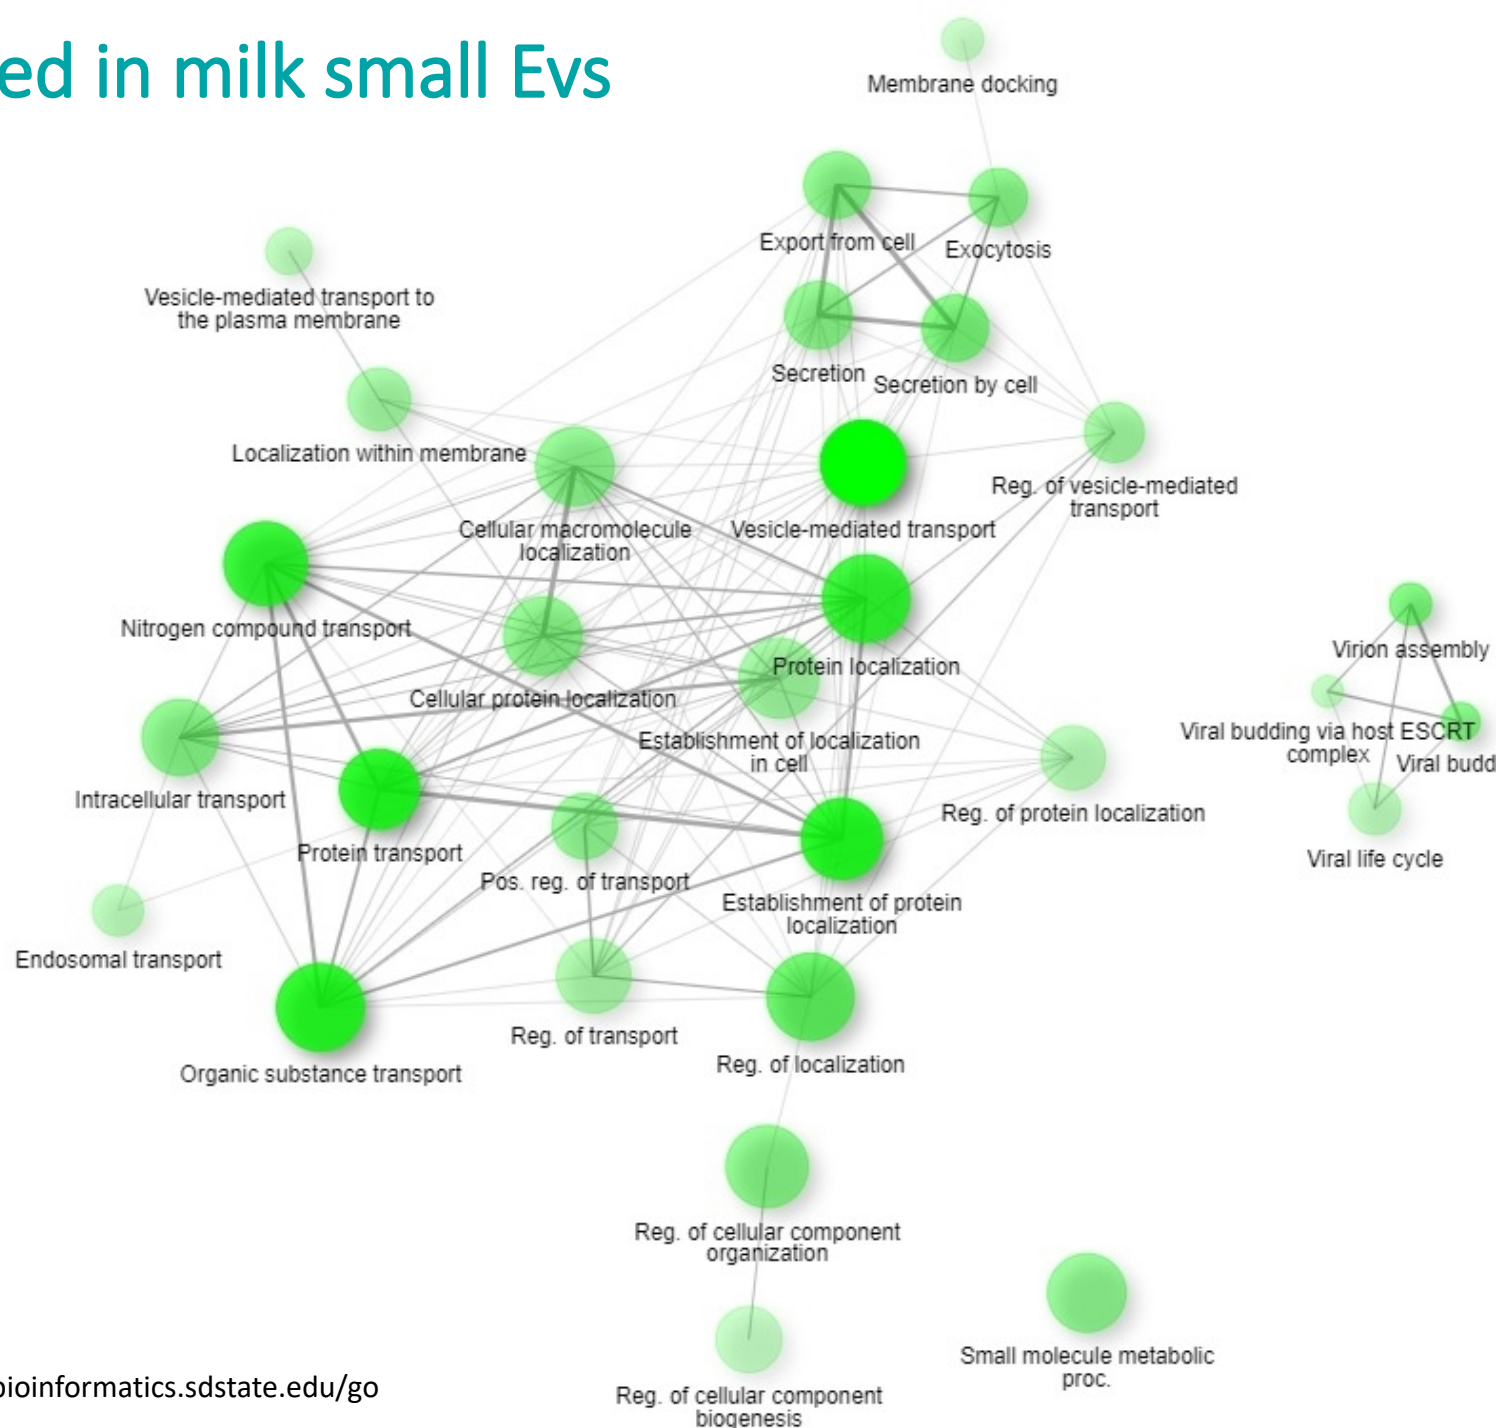 ed in milk small Evs
Membrane docking
Export from cell
Exocytosis
Vesicle-mediated transport to
the plasma membrane
Secretion
Secretion by cell
Localization within membrane
Reg. of vesicle-mediated
transport
Cellular macromolecule
localization
Vesicle-mediated transport
Nitrogen compound transport
Virion assembly
Protein localization
Cellular protein localization
Viral budding via host ESCRT
complex
Viral budd
Establishment of localization
in cell
Intracellular transport
Reg. of protein localization
Protein transport
Viral life cycle
Pos. reg. of transport
Establishment of protein
localization
Endosomal transport
Reg. of transport
Reg. of localization
Organic substance transport
Reg. of cellular component
organization
Small molecule metabolic
proc.
bioinformatics.sdstate.edu/go
Reg. of cellular component
biogenesis